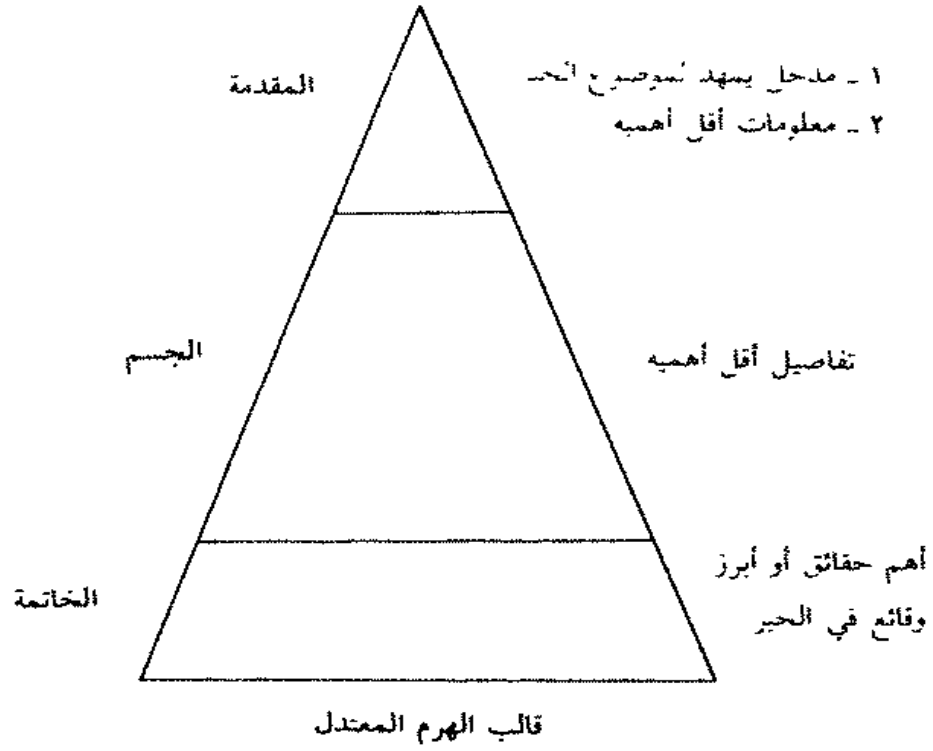 المقدمة
١ ـ مدخل يمهد لموضوع الخبر
٢ ـ معلومات أقل أهميه
الجسم
تفاصيل أقل أهميه
أهم حقائق أو أبرز
وقائع في الخبر
الخاتمة
قالب الهرم المعتدل